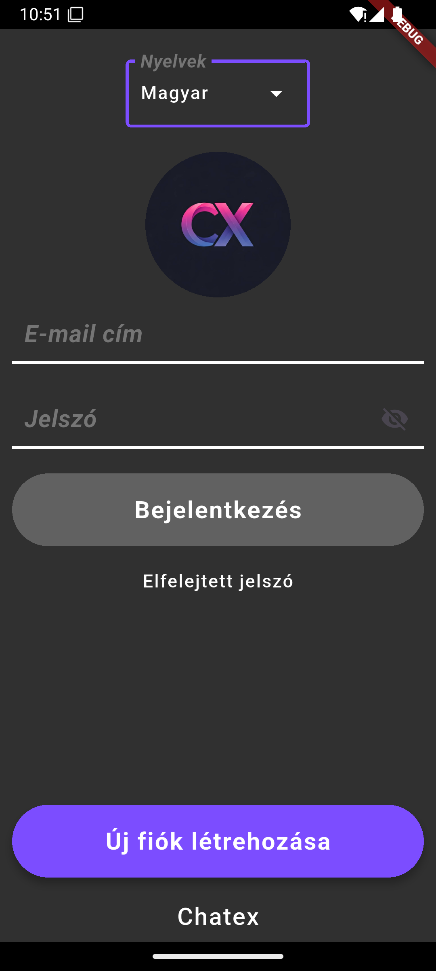 10:51
DEBUG
Nyelvek
Magyar
CX
E-mail cím
Jelszó
Bejelentkezés
Elfelejtett jelszó
Új fiók létrehozása
Chatex